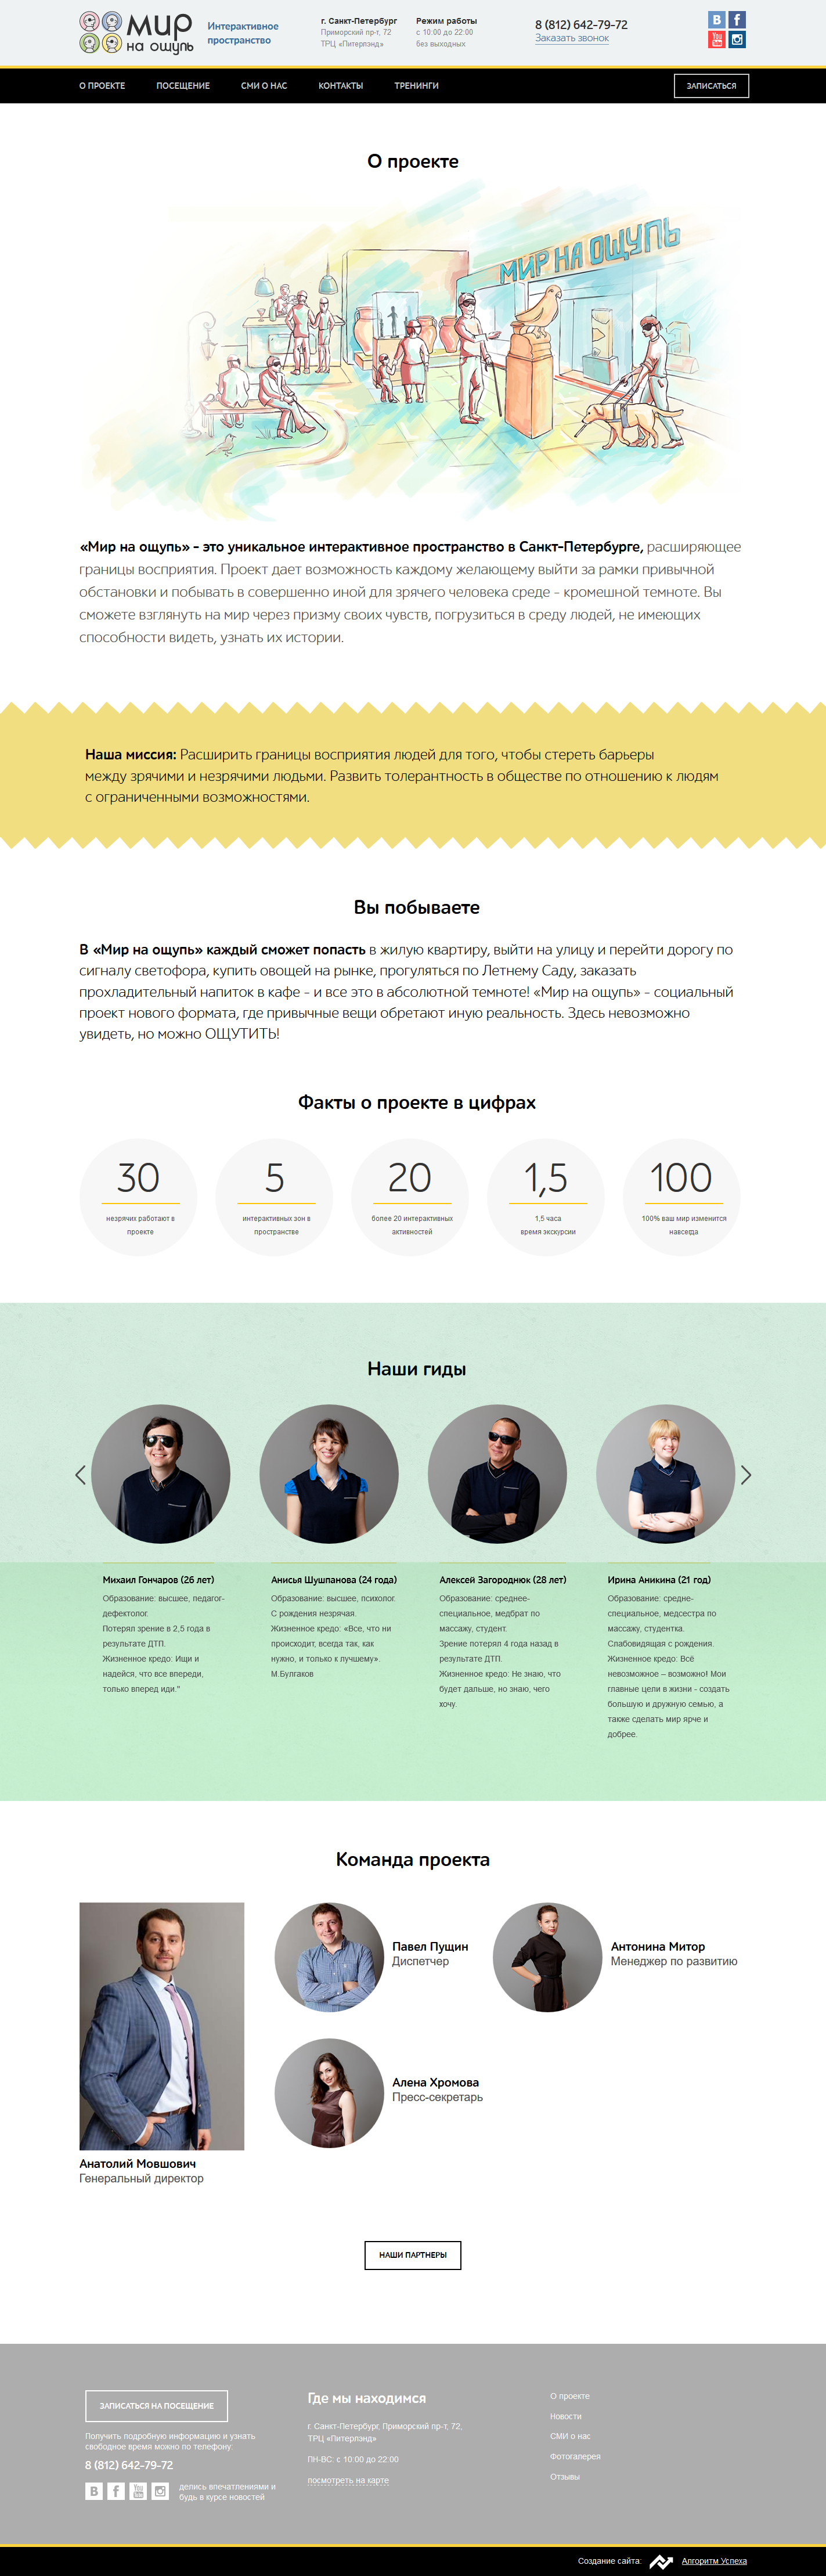 мир
на ощупь
Интерактивное
пространство
г. Санкт-Петербург
Приморский пр-т, 72
ТРЦ «Питерлэнд»
Режим работы
с 10:00 до 22:00
без выходных
8 (812) 642-79-72
Заказать звонок
О ПРОЕКТЕ
ПОСЕЩЕНИЕ
СМИ О НАС
КОНТАКТЫ
ТРЕНИНГИ
ЗАПИСАТЬСЯ
О проекте
МИР НА ОЩУПЬ
«Мир на ощупь» - это уникальное интерактивное пространство в Санкт-Петербурге, расширяющее
границы восприятия. Проект дает возможность каждому желающему выйти за рамки привычной
обстановки и побывать в совершенно иной для зрячего человека среде - кромешной темноте. Вы
сможете взглянуть на мир через призму своих чувств, погрузиться в среду людей, не имеющих
способности видеть, узнать их истории.
Наша миссия: Расширить границы восприятия людей для того, чтобы стереть барьеры
между зрячими и незрячими людьми. Развить толерантность в обществе по отношению к людям
с ограниченными возможностями.
Вы побываете
В «Мир на ощупь» каждый сможет попасть в жилую квартиру, выйти на улицу и перейти дорогу по
сигналу светофора, купить овощей на рынке, прогуляться по Летнему Саду, заказать
прохладительный напиток в кафе - и все это в абсолютной темноте! «Мир на ощупь» - социальный
проект нового формата, где привычные вещи обретают иную реальность. Здесь невозможно
увидеть, но можно ОЩУТИТЬ!
Факты о проекте в цифрах
30
незрячих работают в
проекте
5
интерактивных зон в
пространстве
20
более 20 интерактивных
активностей
1,5
1,5 часа
время экскурсии
100
100% ваш мир изменится
навсегда
Наши гиды
Михаил Гончаров (26 лет)
Образование: высшее, педагог-
дефектолог.
Потерял зрение в 2,5 года в
результате ДТП.
Жизненное кредо: Ищи и
надейся, что все впереди,
только вперед иди."
Анисья Шушпанова (24 года)
Образование: высшее, психолог.
С рождения незрячая.
Жизненное кредо: «Все, что ни
происходит, всегда так, как
нужно, и только к лучшему».
М.Булгаков
Алексей Загороднюк (28 лет)
Образование: среднее-
специальное, медбрат по
массажу, студент.
Зрение потерял 4 года назад в
результате ДТП.
Жизненное кредо: Не знаю, что
будет дальше, но знаю, чего
хочу.
Ирина Аникина (21 год)
Образование: средне-
специальное, медсестра по
массажу, студентка.
Слабовидящая с рождения.
Жизненное кредо: Всё
невозможное – возможно! Мои
главные цели в жизни - создать
большую и дружную семью, а
также сделать мир ярче и
добрее.
Команда проекта
Анатолий Мовшович
Генеральный директор
Павел Пущин
Диспетчер
Антонина Митор
Менеджер по развитию
Алена Хромова
Пресс-секретарь
НАШИ ПАРТНЕРЫ
ЗАПИСАТЬСЯ НА ПОСЕЩЕНИЕ
Получить подробную информацию и узнать
свободное время можно по телефону:
8 (812) 642-79-72
делись впечатлениями и
будь в курсе новостей
Где мы находимся
г. Санкт-Петербург, Приморский пр-т, 72,
ТРЦ «Питерлэнд»
ПН-ВС: с 10:00 до 22:00
посмотреть на карте
О проекте
Новости
СМИ о нас
Фотогалерея
Отзывы
Создание сайта:
Алгоритм Успеха